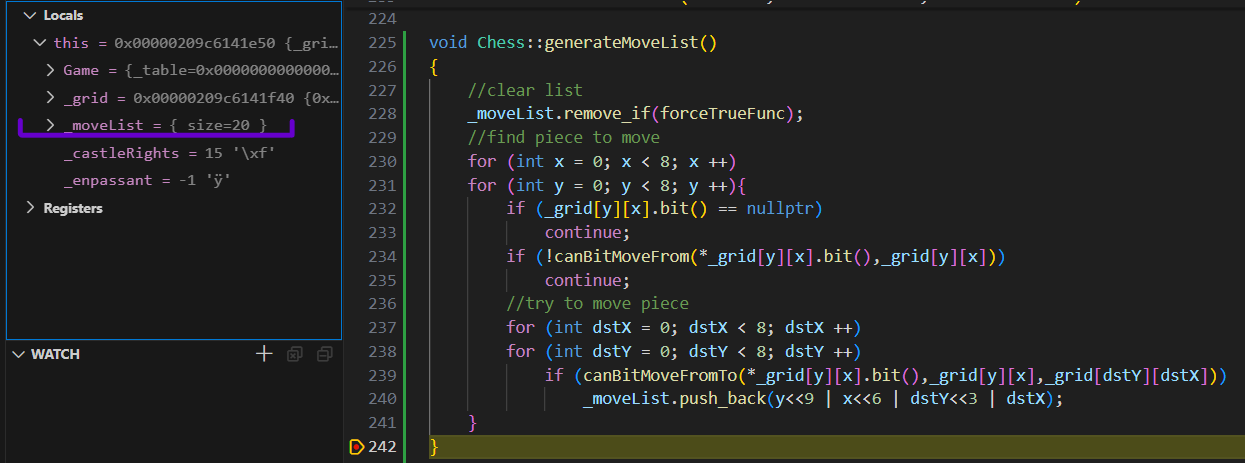 Locals
this = 0x00000209c6141e50 {_gri...
Game = {_table=0x0000000000000...
_grid = 0x00000209c6141f40 {0x...
_moveList = { size=20 }
_castleRights = 15 '\xf'
_enpassant = -1 'ÿ'
Registers
WATCH
224
225 void Chess::generateMoveList()
226 {
227 //clear list
228 _moveList.remove_if(forceTrueFunc);
229 //find piece to move
230 for (int x = 0; x < 8; x ++)
231 for (int y = 0; y < 8; y ++){
232 if (_grid[y][x].bit() == nullptr)
233 continue;
234 if (!canBitMoveFrom(*_grid[y][x].bit(),_grid[y][x]))
235 continue;
236 //try to move piece
237 for (int dstX = 0; dstX < 8; dstX ++)
238 for (int dstY = 0; dstY < 8; dstY ++)
239 if (canBitMoveFromTo(*_grid[y][x].bit(),_grid[y][x],_grid[dstY][dstX]))
240 _moveList.push_back(y<<9 | x<<6 | dstY<<3 | dstX);
241 }
242 }